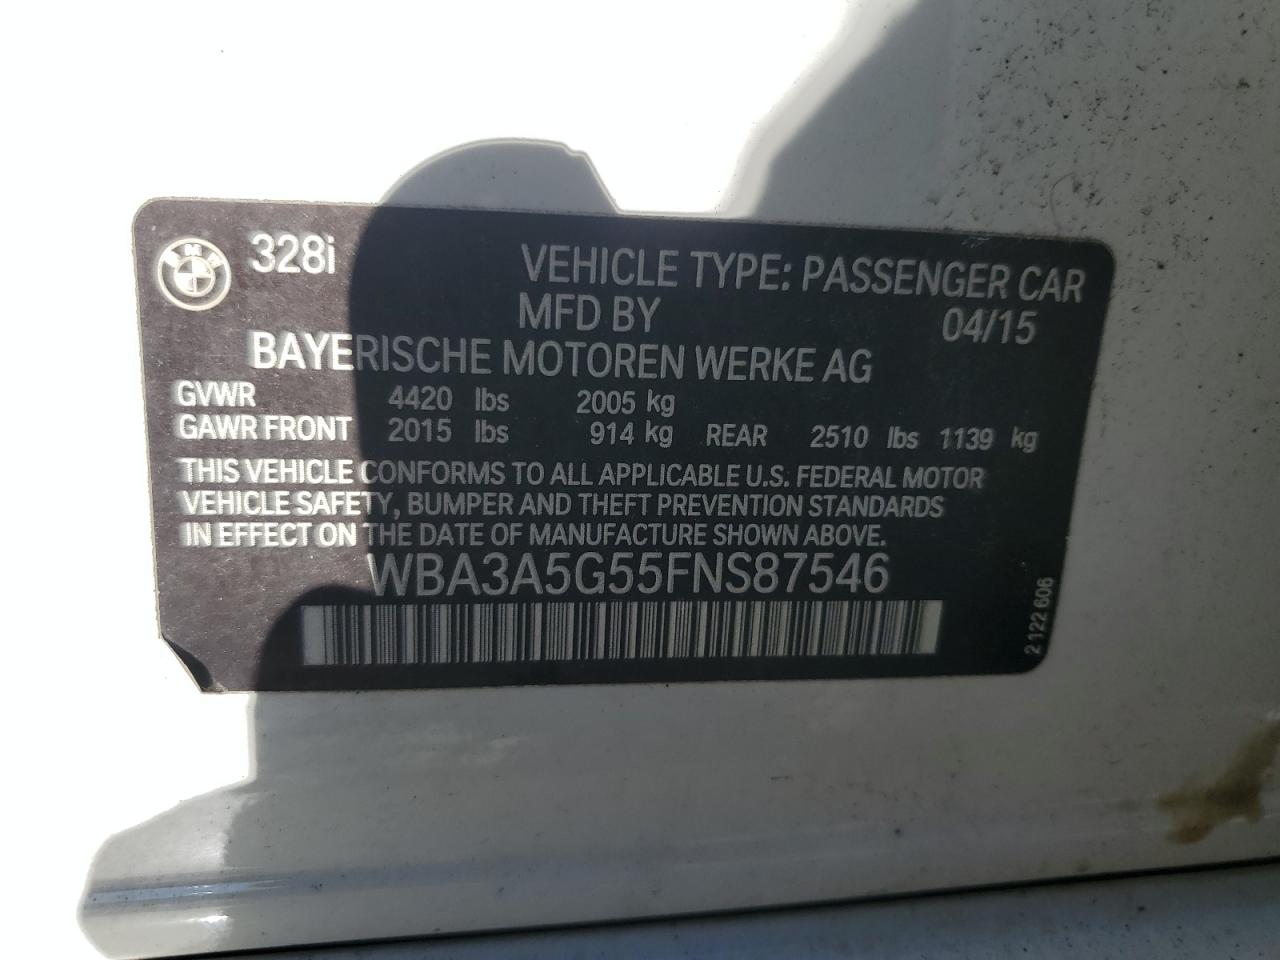 BMW 328i
VEHICLE TYPE: PASSENGER CAR
MFD BY 04/15
BAYERISCHE MOTOREN WERKE AG
GVWR 4420 lbs 2005 kg
GAWR FRONT 2015 lbs 914 kg REAR 2510 lbs 1139 kg
THIS VEHICLE CONFORMS TO ALL APPLICABLE U.S. FEDERAL MOTOR
VEHICLE SAFETY, BUMPER AND THEFT PREVENTION STANDARDS
IN EFFECT ON THE DATE OF MANUFACTURE SHOWN ABOVE.
WBA3A5G55FNS87546
2 122 606